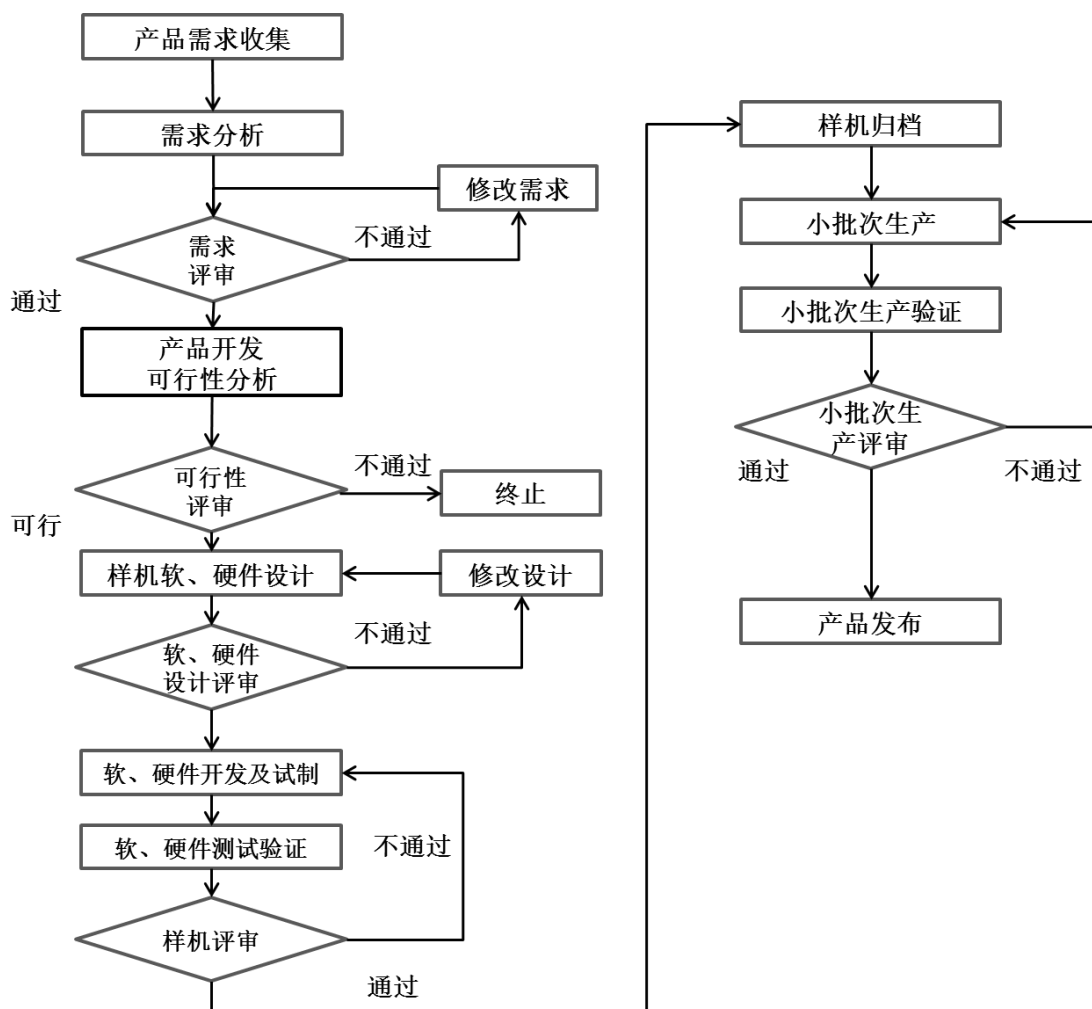 产品需求收集
需求分析
修改需求
不通过
需求
评审
通过
产品开发
可行性分析
不通过
可行性
评审
终止
可行
样机软、硬件设计
修改设计
不通过
软、硬件
设计评审
软、硬件开发及试制
软、硬件测试验证
不通过
样机评审
通过
样机归档
小批次生产
小批次生产验证
小批次生
产评审
通过
不通过
产品发布